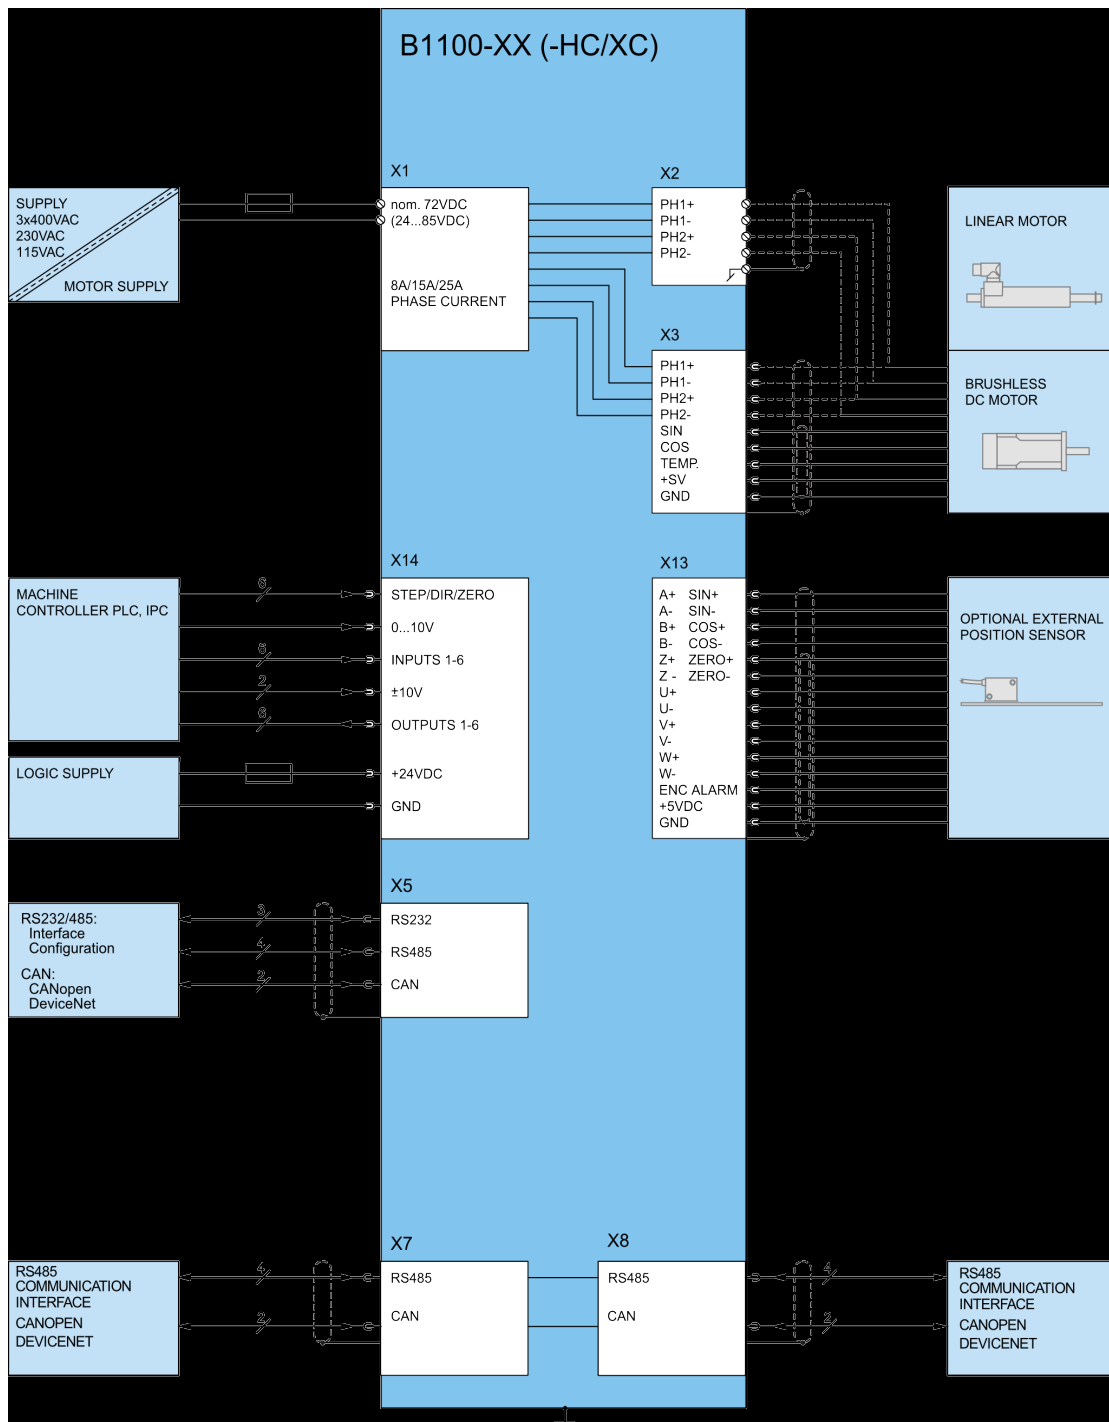 B1100-XX (-HC/XC)
X1
X2
SUPPLY
3x400VAC
230VAC
115VAC
MOTOR SUPPLY
nom. 72VDC
(24...85VDC)
8A/15A/25A
PHASE CURRENT
PH1+
PH1-
PH2+
PH2-
LINEAR MOTOR
X3
PH1+
PH1-
PH2+
PH2-
SIN
COS
TEMP.
+5V
GND
BRUSHLESS
DC MOTOR
X14
X13
MACHINE
CONTROLLER PLC, IPC
6
6
2
6
STEP/DIR/ZERO
0...10V
INPUTS 1-6
±10V
OUTPUTS 1-6
LOGIC SUPPLY
+24VDC
GND
A+ SIN+
A- SIN-
B+ COS+
B- COS-
Z+ ZERO+
Z - ZERO-
U+
U-
V+
V-
W+
W-
ENC ALARM
+5VDC
GND
OPTIONAL EXTERNAL
POSITION SENSOR
X5
RS232/485:
Interface
Configuration
CAN:
CANopen
DeviceNet
3
4
2
RS232
RS485
CAN
X7
X8
RS485
COMMUNICATION
INTERFACE
CANOPEN
DEVICENET
4
2
RS485
CAN
RS485
CAN
4
2
RS485
COMMUNICATION
INTERFACE
CANOPEN
DEVICENET